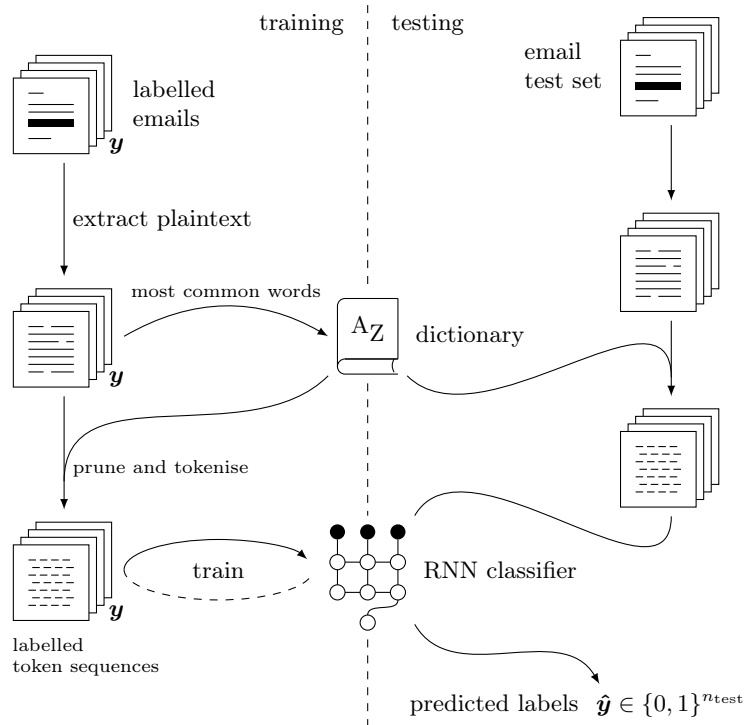 training
testing
labelled
emails
y
email
test set
extract plaintext
most common words
y
A
Z
dictionary
prune and tokenise
y
train
RNN classifier
labelled
token sequences
predicted labels ŷ ∈ {0, 1}^{n_test}